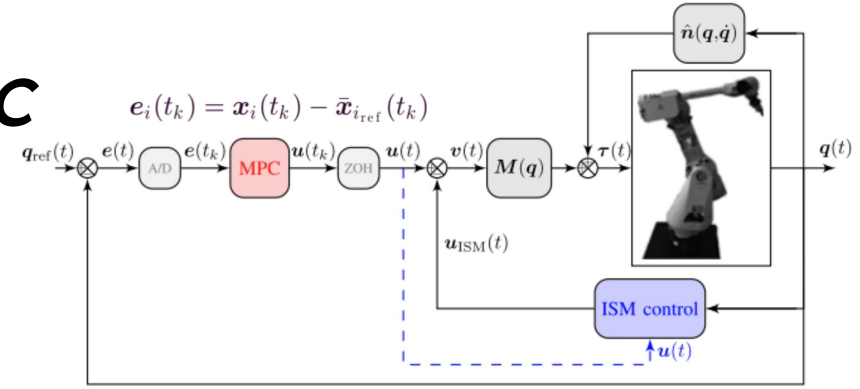 C
n̂(q,q̇)
e_i(t_k) = x_i(t_k) − x̄_{i_ref}(t_k)
q_ref(t) e(t) A/D e(t_k) MPC u(t_k) ZOH u(t) v(t) M(q) τ(t) q(t)
u_ISM(t)
ISM control
u(t)